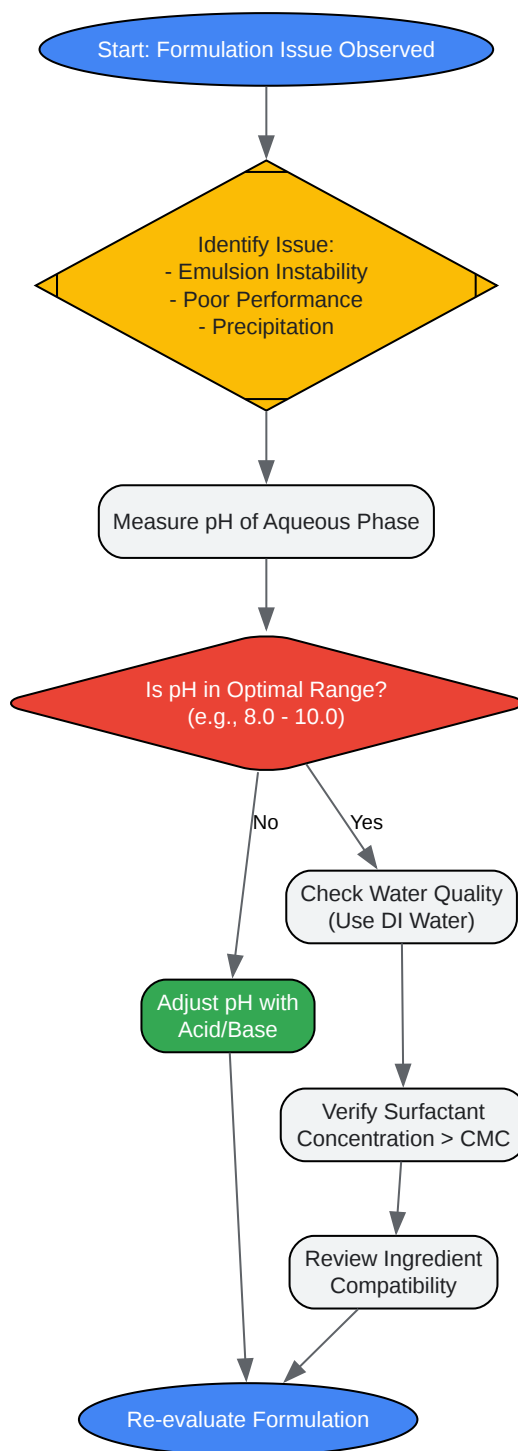 Start: Formulation Issue Observed
Identify Issue:
- Emulsion Instability
- Poor Performance
- Precipitation
Measure pH of Aqueous Phase
Is pH in Optimal Range?
(e.g., 8.0 - 10.0)
No
Yes
Check Water Quality
(Use DI Water)
Adjust pH with
Acid/Base
Verify Surfactant
Concentration > CMC
Review Ingredient
Compatibility
Re-evaluate Formulation